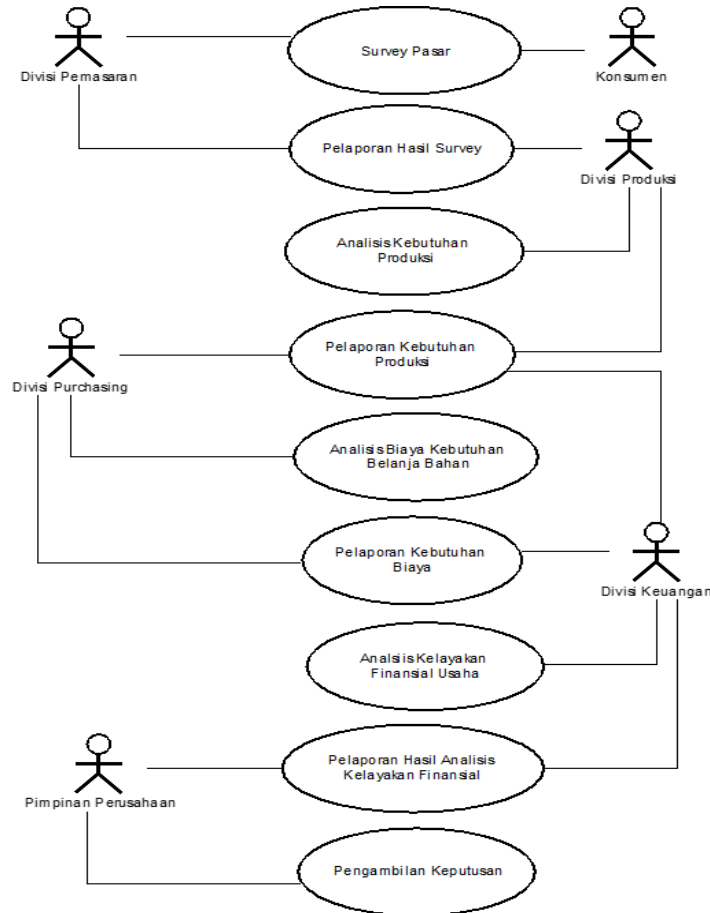 Survey Pasar
Divisi Pemasaran
Konsumen
Pelaporan Hasil Survey
Divisi Produksi
Analisis Kebutuhan
Produksi
Pelaporan Kebutuhan
Produksi
Divisi Purchasing
Analisis Biaya Kebutuhan
Belanja Bahan
Pelaporan Kebutuhan
Biaya
Divisi Keuangan
Analsiis Kelayakan
Finansial Usaha
Pelaporan Hasil Analisis
Kelayakan Finansial
Pimpinan Perusahaan
Pengambilan Keputusan